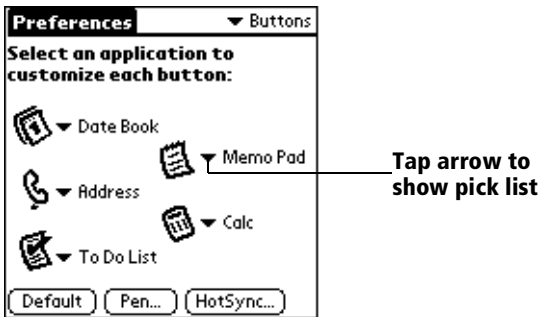 Preferences
Buttons
Select an application to
customize each button:
Date Book
Memo Pad
Address
Calc
To Do List
Default
Pen...
HotSync...
Tap arrow to
show pick list